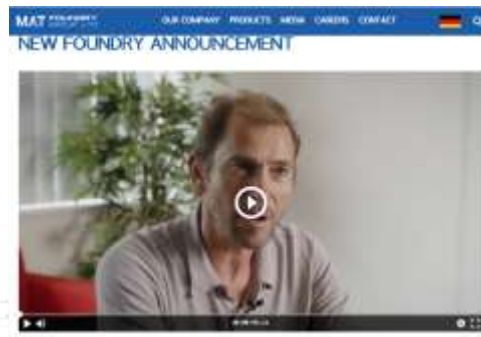 MAT FOUNDRY
OUR COMPANY PRODUCTS MEDIA CAREERS CONTACT
NEW FOUNDRY ANNOUNCEMENT